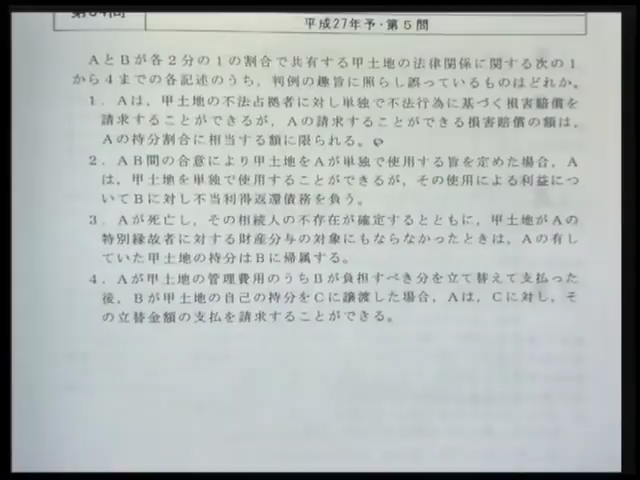 第64問
平成27年予・第５問
ＡとＢが各２分の１の割合で共有する甲土地の法律関係に関する次の１
から４までの各記述のうち，判例の趣旨に照らし誤っているものはどれか。
１．Ａは，甲土地の不法占拠者に対し単独で不法行為に基づく損害賠償を
請求することができるが，Ａの請求することができる損害賠償の額は，
Ａの持分割合に相当する額に限られる。
２．ＡＢ間の合意により甲土地をＡが単独で使用する旨を定めた場合，Ａ
は，甲土地を単独で使用することができるが，その使用による利益につ
いてＢに対し不当利得返還債務を負う。
３．Ａが死亡し，その相続人の不存在が確定するとともに，甲土地がＡの
特別縁故者に対する財産分与の対象にもならなかったときは，Ａの有し
ていた甲土地の持分はＢに帰属する。
４．Ａが甲土地の管理費用のうちＢが負担すべき分を立て替えて支払った
後，Ｂが甲土地の自己の持分をＣに譲渡した場合，Ａは，Ｃに対し，そ
の立替金額の支払を請求することができる。